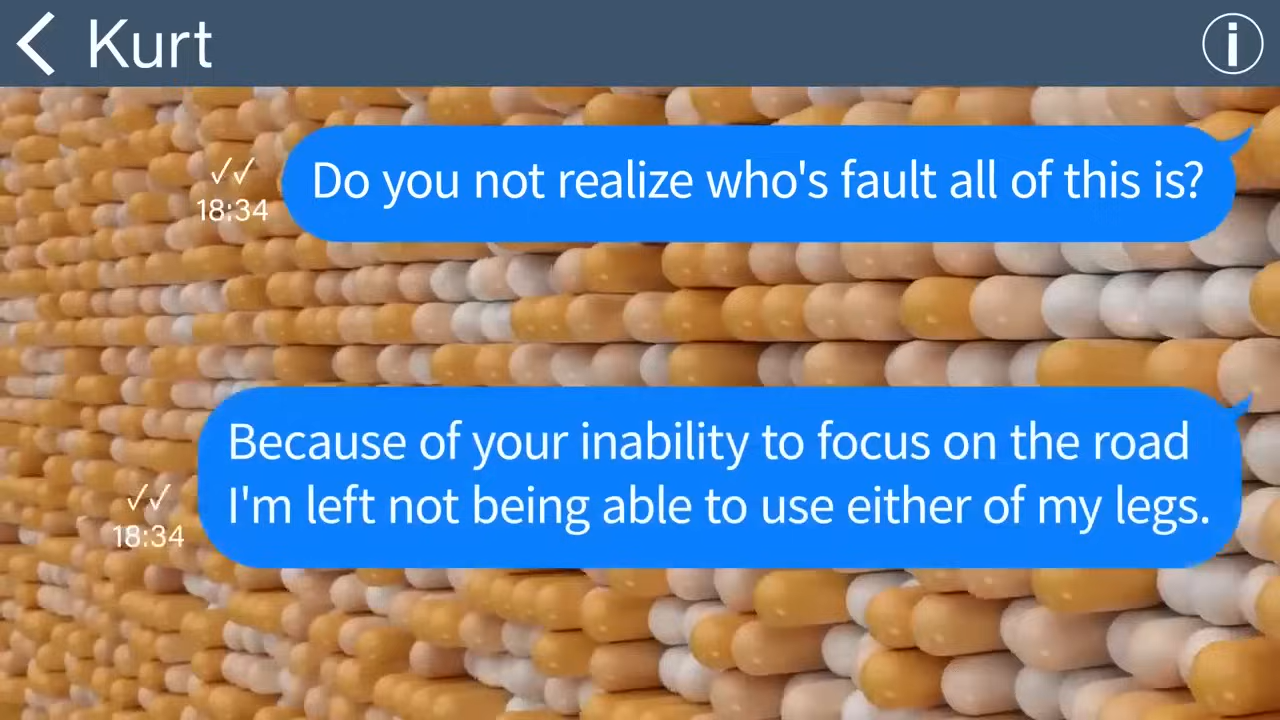 Kurt
Do you not realize who's fault all of this is?
18:34
Because of your inability to focus on the road
I'm left not being able to use either of my legs.
18:34